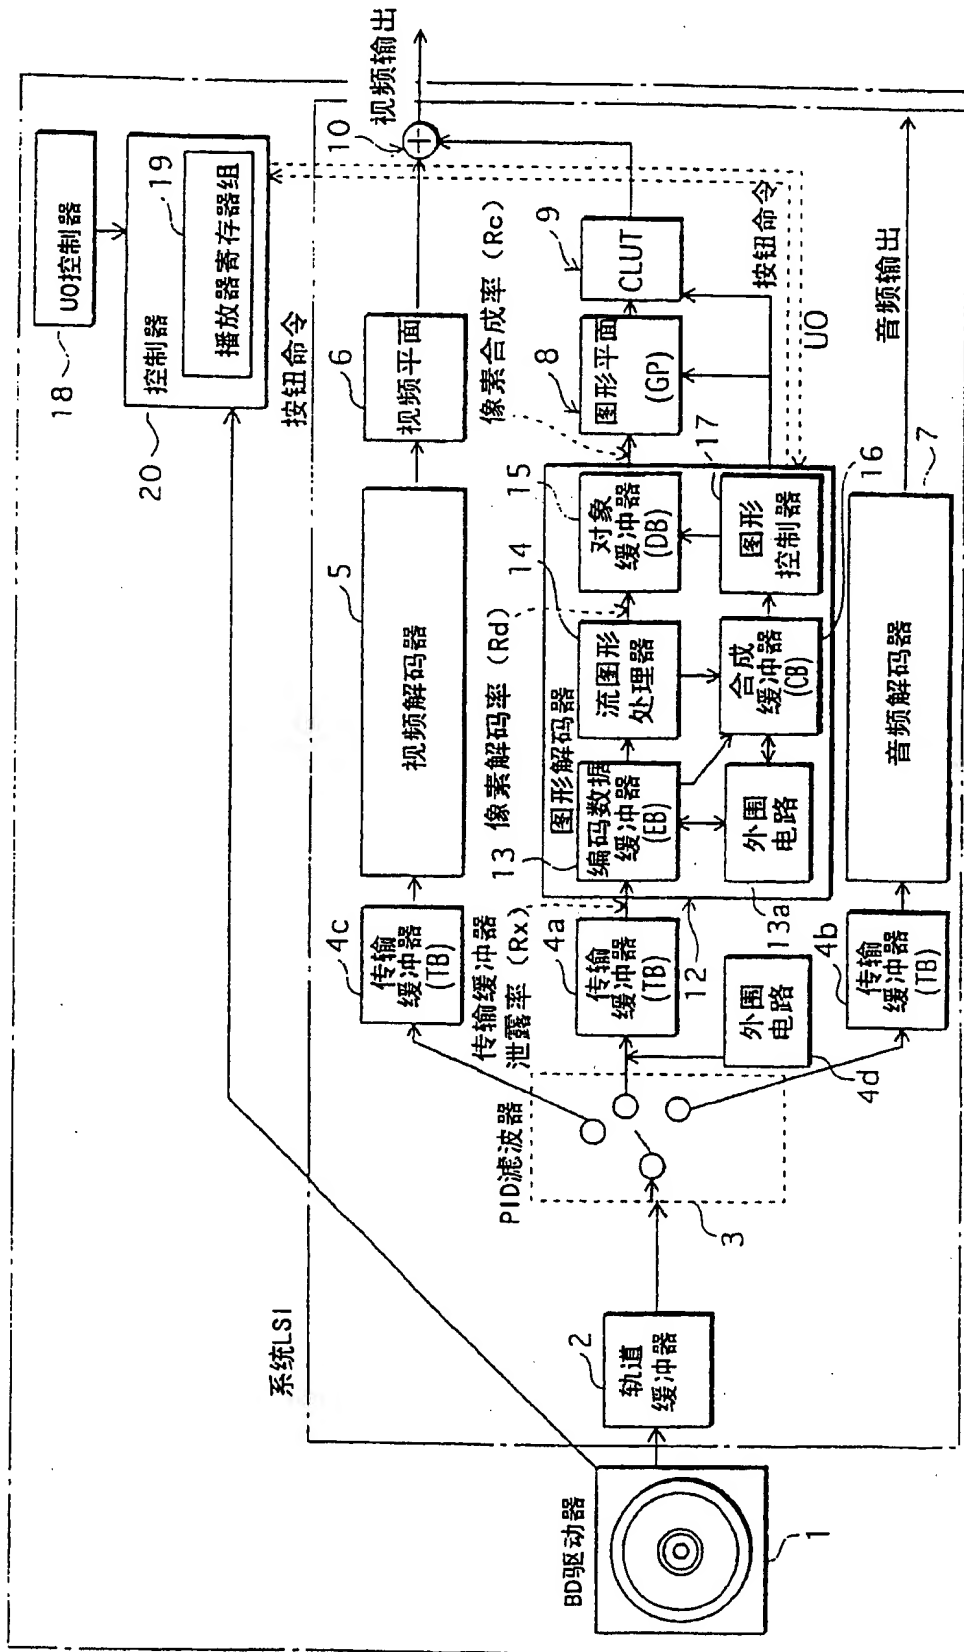 UO控制器
18
控制器
19
播放器寄存器组
20
按钮命令
视频输出
10
6
视频平面
5
视频解码器
4c
传输
缓冲器
(TB)
系统LSI
BD驱动器
1
2
轨道
缓冲器
PID滤波器
3
传输缓冲器
泄露率(Rx)
4a
传输
缓冲器
(TB)
外围
电路
4d
12
像素解码率(Rd)
图形解码器
13
编码数据
缓冲器
(EB)
外围
电路
13a
14
流图形
处理器
合成
缓冲器
(CB)
16
15
对象
缓冲器
(DB)
17
图形
控制器
像素合成率(Rc)
8
图形平面
(GP)
9
CLUT
按钮命令
UO
4b
传输
缓冲器
(TB)
音频解码器
7
音频输出